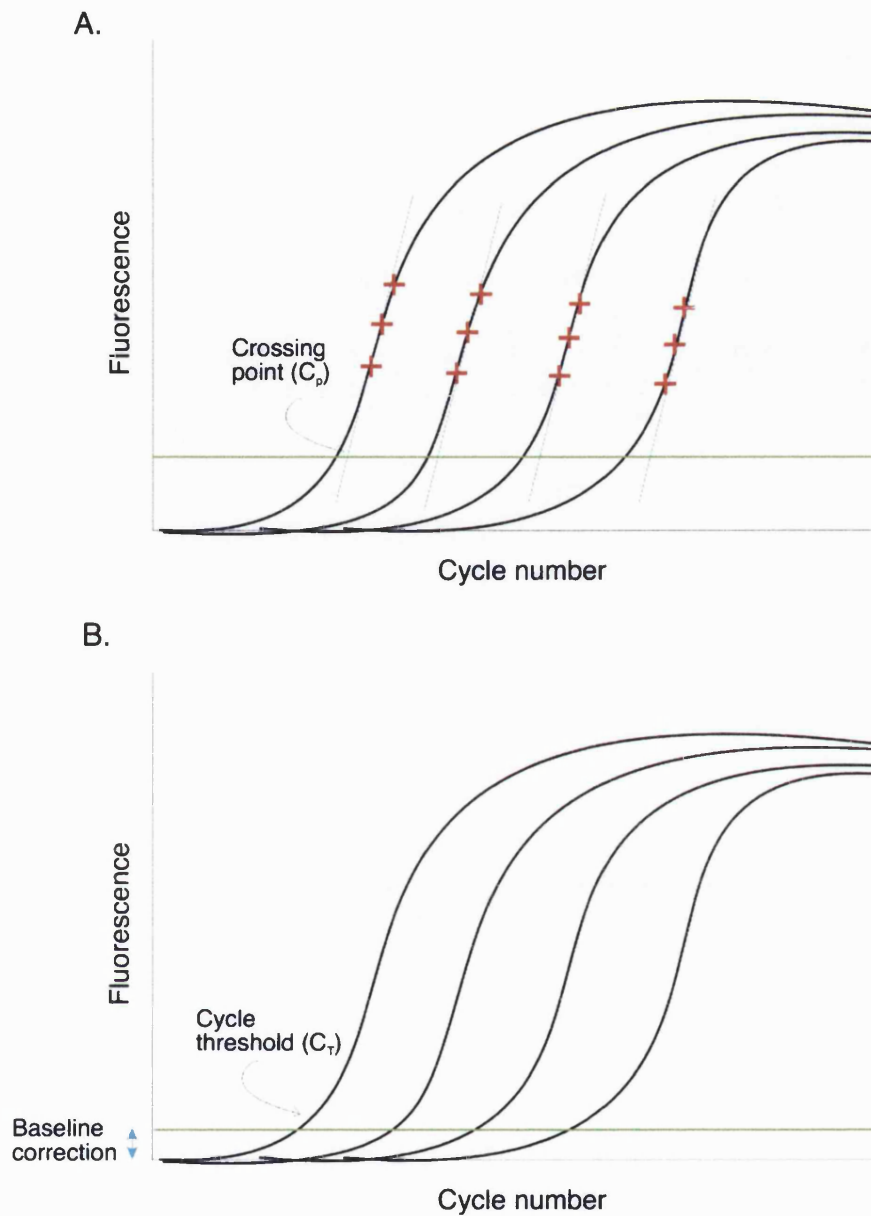 A.
Fluorescence
Crossing
point (Cp)
Cycle number
B.
Fluorescence
Cycle
threshold (CT)
Baseline
correction
Cycle number